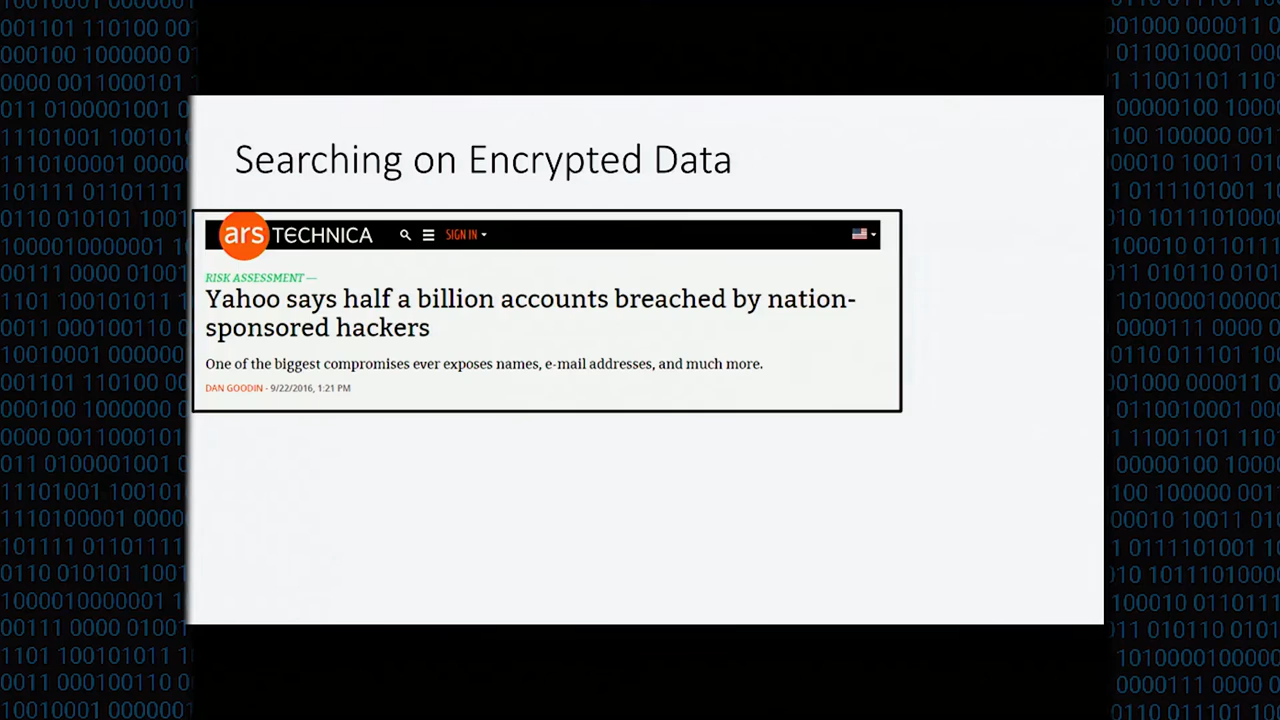 Searching on Encrypted Data
ars TECHNICA SIGN IN
RISK ASSESSMENT —
Yahoo says half a billion accounts breached by nation-
sponsored hackers
One of the biggest compromises ever exposes names, e-mail addresses, and much more.
DAN GOODIN - 9/22/2016, 1:21 PM